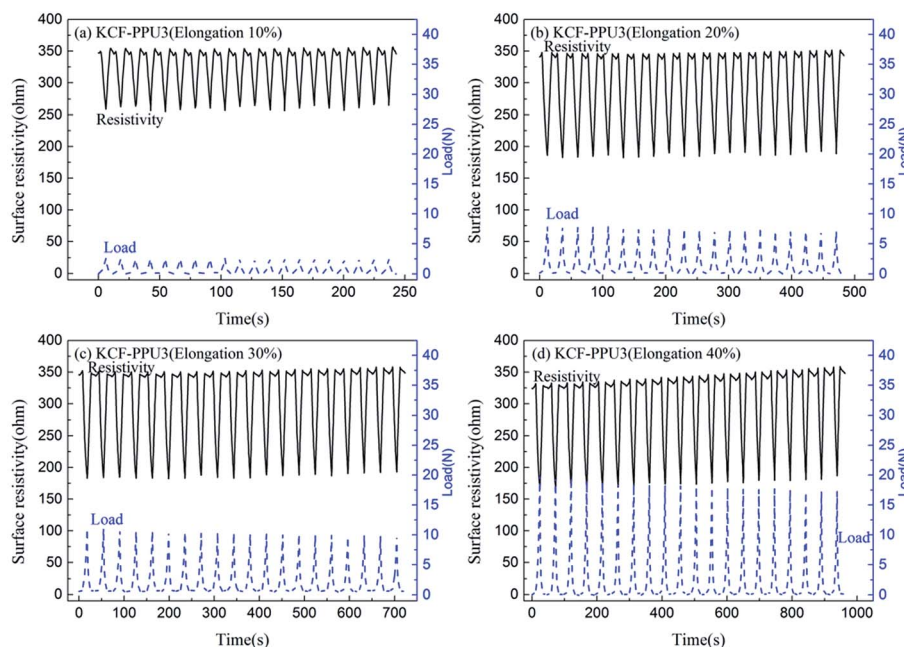 (a) KCF-PPU3(Elongation 10%)
Resistivity
Load
Surface resistivity(ohm)
400
350
300
250
200
150
100
50
0
0 50 100 150 200 250
Time(s)
40
35
30
25
20
15
10
5
0
Load(N)
(b) KCF-PPU3(Elongation 20%)
Resistivity
Load
Surface resistivity(ohm)
400
350
300
250
200
150
100
50
0
0 100 200 300 400 500
Time(s)
40
35
30
25
20
15
10
5
0
Load(N)
(c) KCF-PPU3(Elongation 30%)
Resistivity
Load
Surface resistivity(ohm)
400
350
300
250
200
150
100
50
0
0 100 200 300 400 500 600 700
Time(s)
40
35
30
25
20
15
10
5
0
Load(N)
(d) KCF-PPU3(Elongation 40%)
Resistivity
Load
Surface resistivity(ohm)
400
350
300
250
200
150
100
50
0
0 200 400 600 800 1000
Time(s)
40
35
30
25
20
15
10
5
0
Load(N)